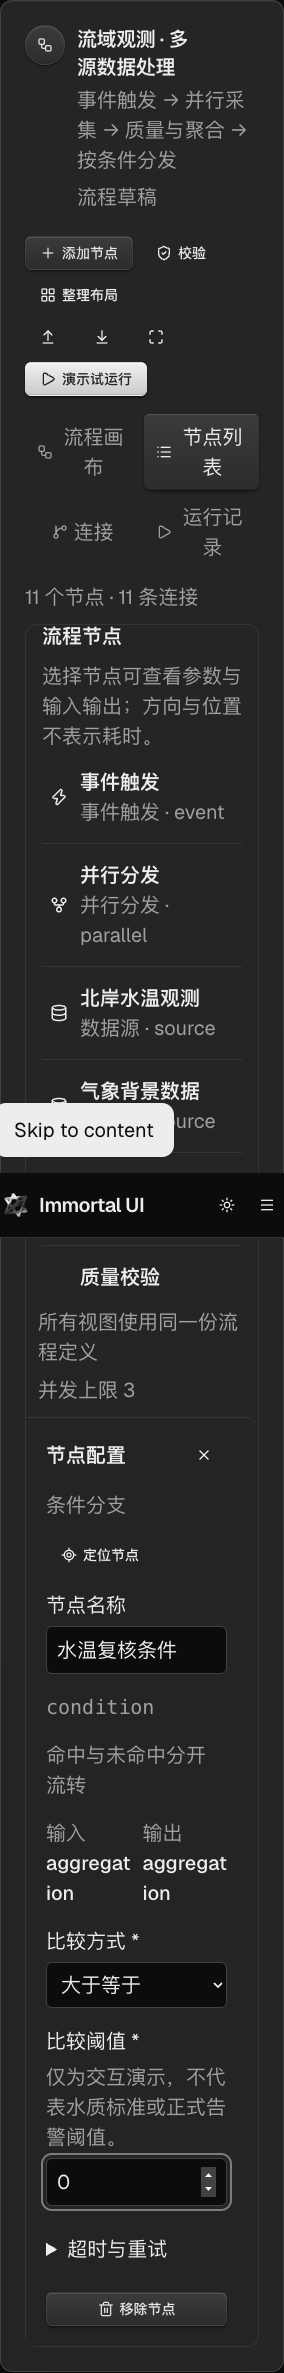 流域观测 · 多
源数据处理
事件触发 → 并行采
集 → 质量与聚合 →
按条件分发
流程草稿
添加节点
校验
整理布局
演示试运行
流程画
布
节点列
表
连接
运行记
录
11 个节点 · 11 条连接
流程节点
选择节点可查看参数与
输入输出；方向与位置
不表示耗时。
事件触发
事件触发 · event
并行分发
并行分发 ·
parallel
北岸水温观测
数据源 · source
气象背景数据
ource
Skip to content
Immortal UI
质量校验
所有视图使用同一份流
程定义
并发上限 3
节点配置
条件分支
定位节点
节点名称
水温复核条件
condition
命中与未命中分开
流转
输入 输出
aggregat aggregat
ion ion
比较方式 *
大于等于
比较阈值 *
仅为交互演示，不代
表水质标准或正式告
警阈值。
0
超时与重试
移除节点